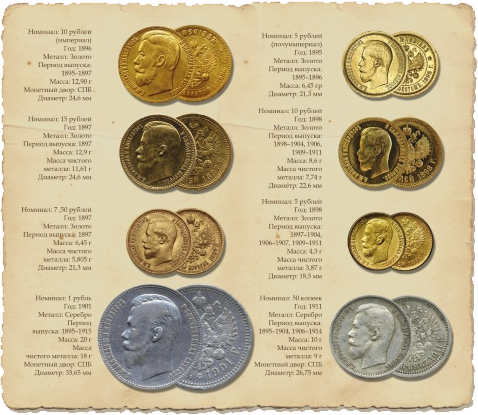 Номинал: 10 рублей
(империал)
Год: 1896
Металл: Золото
Период выпуска:
1895–1897
Масса: 12,90 г
Монетный двор: СПБ
Диаметр: 24,6 мм
Номинал: 15 рублей
Год: 1897
Металл: Золото
Период выпуска: 1897
Масса: 12,9 г
Масса чистого
металла: 11,61 г
Диаметр: 24,6 мм
Номинал: 7 ,50 рублей
Год: 1897
Металл: Золото
Период выпуска: 1897
Масса: 6,45 г
Масса чистого
металла: 5,805 г
Диаметр: 21,3 мм
Номинал: 1 рубль
Год: 1901
Металл: Серебро
Период
выпуска: 1895–1915
Масса: 20 г
Масса
чистого металла: 18 г
Монетный двор: СПБ
Диаметр: 33,65 мм
Номинал: 5 рублей
(полуимпериал)
Год: 1895
Металл: Золото
Период выпуска:
1895–1896
Масса: 6,45 гр
Диаметр: 21,3 мм
Номинал: 10 рублей
Год: 1898
Металл: Золото
Период выпуска:
1898–1904, 1906,
1909–1911
Масса: 8,6 г
Масса чистого
металла: 7,74 г
Диаметр: 22,6 мм
Номинал: 5 рублей
Год: 1898
Металл: Золото
Период выпуска:
1897–1904,
1906–1907, 1909–1911
Масса: 4,3 г
Масса чистого
металла: 3,87 г
Диаметр: 18,5 мм
Номинал: 50 копеек
Год: 1911
Металл: Серебро
Период выпуска:
1895–1904, 1906–1914
Масса: 10 г
Масса чистого
металла: 9 г
Монетный двор: СПБ
Диаметр: 26,75 мм